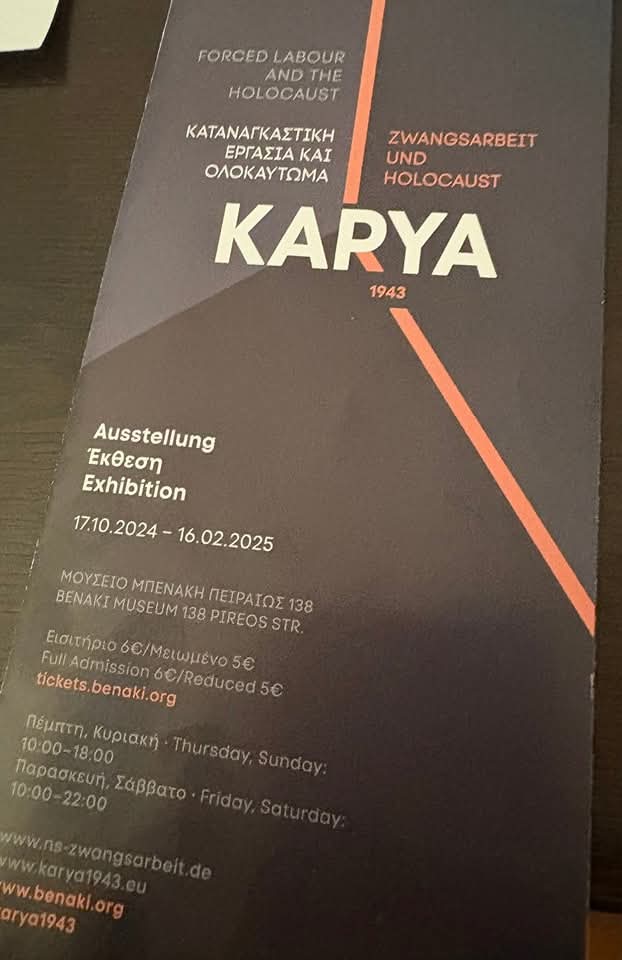 FORCED LABOUR
AND THE
HOLOCAUST
ΚΑΤΑΝΑΓΚΑΣΤΙΚΗ
ΕΡΓΑΣΙΑ ΚΑΙ
ΟΛΟΚΑΥΤΩΜΑ
ZWANGSARBEIT
UND
HOLOCAUST
KARYA
1943
Ausstellung
Έκθεση
Exhibition
17.10.2024 – 16.02.2025
ΜΟΥΣΕΙΟ ΜΠΕΝΑΚΗ ΠΕΙΡΑΙΩΣ 138
BENAKI MUSEUM 138 PIREOS STR.
Εισιτήριο 6€/Μειωμένο 5€
Full Admission 6€/Reduced 5€
tickets.benaki.org
Πέμπτη, Κυριακή · Thursday, Sunday:
10:00–18:00
Παρασκευή, Σάββατο · Friday, Saturday:
10:00–22:00
www.ns-zwangsarbeit.de
www.karya1943.eu
www.benaki.org
karya1943